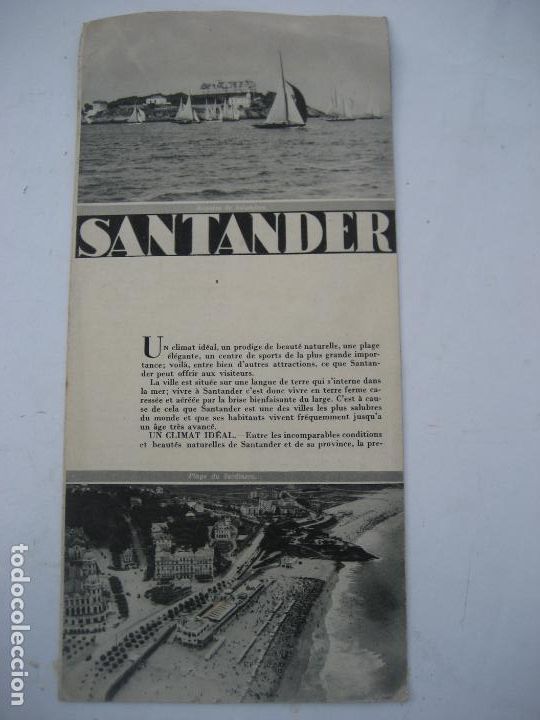 SANTANDER
UN climat idéal, un prodige de beauté naturelle, une plage
élégante, un centre de sports de la plus grande impor-
tance; voilà, entre bien d'autres attractions, ce que Santan-
der peut offrir aux visiteurs.
La ville est située sur une langue de terre qui s'interne dans
la mer; vivre à Santander c'est donc vivre en terre ferme ca-
ressée et airée par la brise bienfaisante du large. C'est à cau-
se de cela que Santander est une des villes les plus salubres
du monde et que ses habitants vivent fréquemment jusqu'a
un âge très avancé.
UN CLIMAT IDÉAL.—Entre les incomparables conditions
et beautés naturelles de Santander et de sa province, la pre-
Plage du Sardinero.
todocoleccion